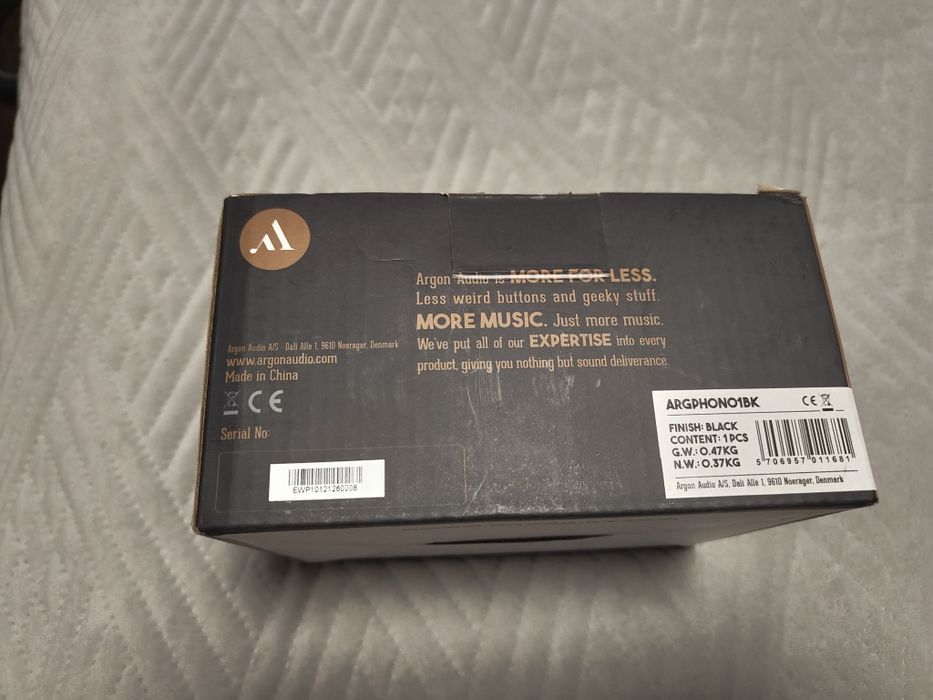 Argon Audio is MORE FOR LESS.
Less weird buttons and geeky stuff.
MORE MUSIC. Just more music.
We've put all of our EXPERTISE into every
product, giving you nothing but sound deliverance.
Argon Audio A/S · Dali Alle 1, 9610 Noerager, Denmark
www.argonaudio.com
Made in China
CE
Serial No:
EWP10121260208
ARGPHONO1BK
CE
FINISH: BLACK
CONTENT: 1 PCS
G.W.: 0.47KG
N.W.: 0.37KG
5 706957 011681
Argon Audio A/S, Dali Alle 1, 9610 Noerager, Denmark